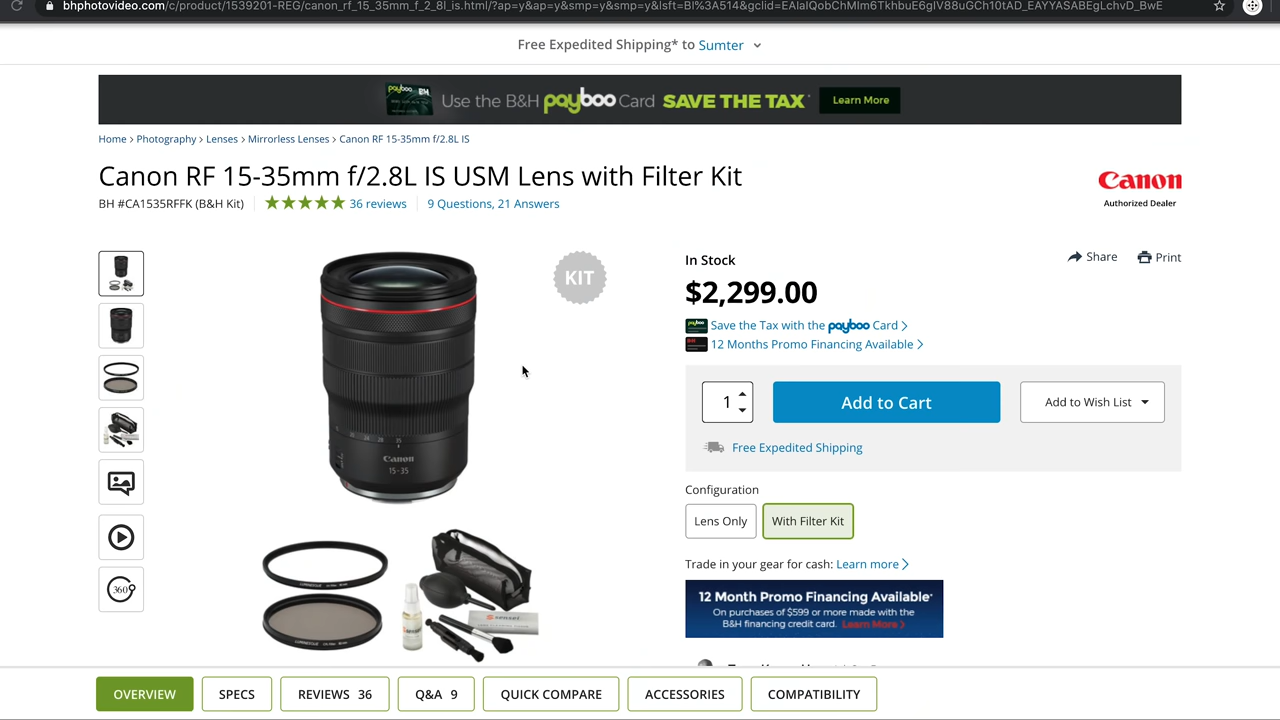 bhphotovideo.com/c/product/1539201-REG/canon_rf_15_35mm_f_2_8l_is.html/?ap=y&ap=y&smp=y&smp=y&lsft=BI%3A514&gclid=EAIaIQobChMIm6TkhbuE6gIV88uGCh10tAD_EAYYASABEgLchvD_BwE
Free Expedited Shipping* to Sumter
payboo BH Use the B&H payboo Card SAVE THE TAX* Learn More
Home > Photography > Lenses > Mirrorless Lenses > Canon RF 15-35mm f/2.8L IS
Canon RF 15-35mm f/2.8L IS USM Lens with Filter Kit
BH #CA1535RFFK (B&H Kit) 36 reviews 9 Questions, 21 Answers
Canon
Authorized Dealer
KIT
In Stock
Share Print
$2,299.00
Save the Tax with the payboo Card >
12 Months Promo Financing Available >
1 Add to Cart Add to Wish List
Free Expedited Shipping
Canon
15-35
Configuration
Lens Only With Filter Kit
Trade in your gear for cash: Learn more >
12 Month Promo Financing Available*
On purchases of $599 or more made with the
B&H financing credit card. Learn More >
360
OVERVIEW SPECS REVIEWS 36 Q&A 9 QUICK COMPARE ACCESSORIES COMPATIBILITY